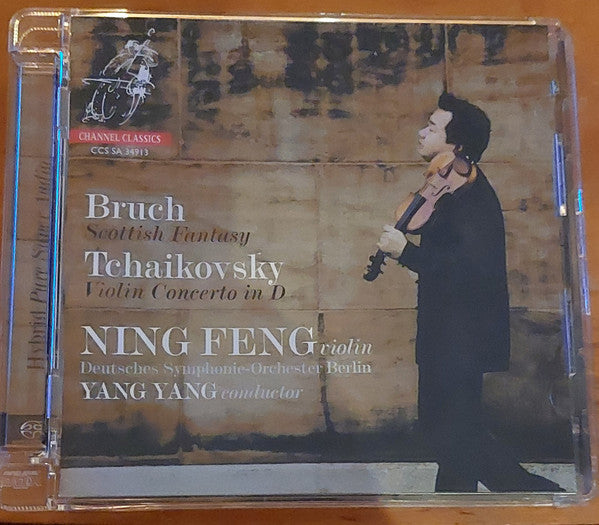 CHANNEL CLASSICS
CCS SA 34913
Bruch
Scottish Fantasy
Tchaikovsky
Violin Concerto in D
NING FENG violin
Deutsches Symphonie-Orchester Berlin
YANG YANG conductor
Hybrid Pure Super Audio